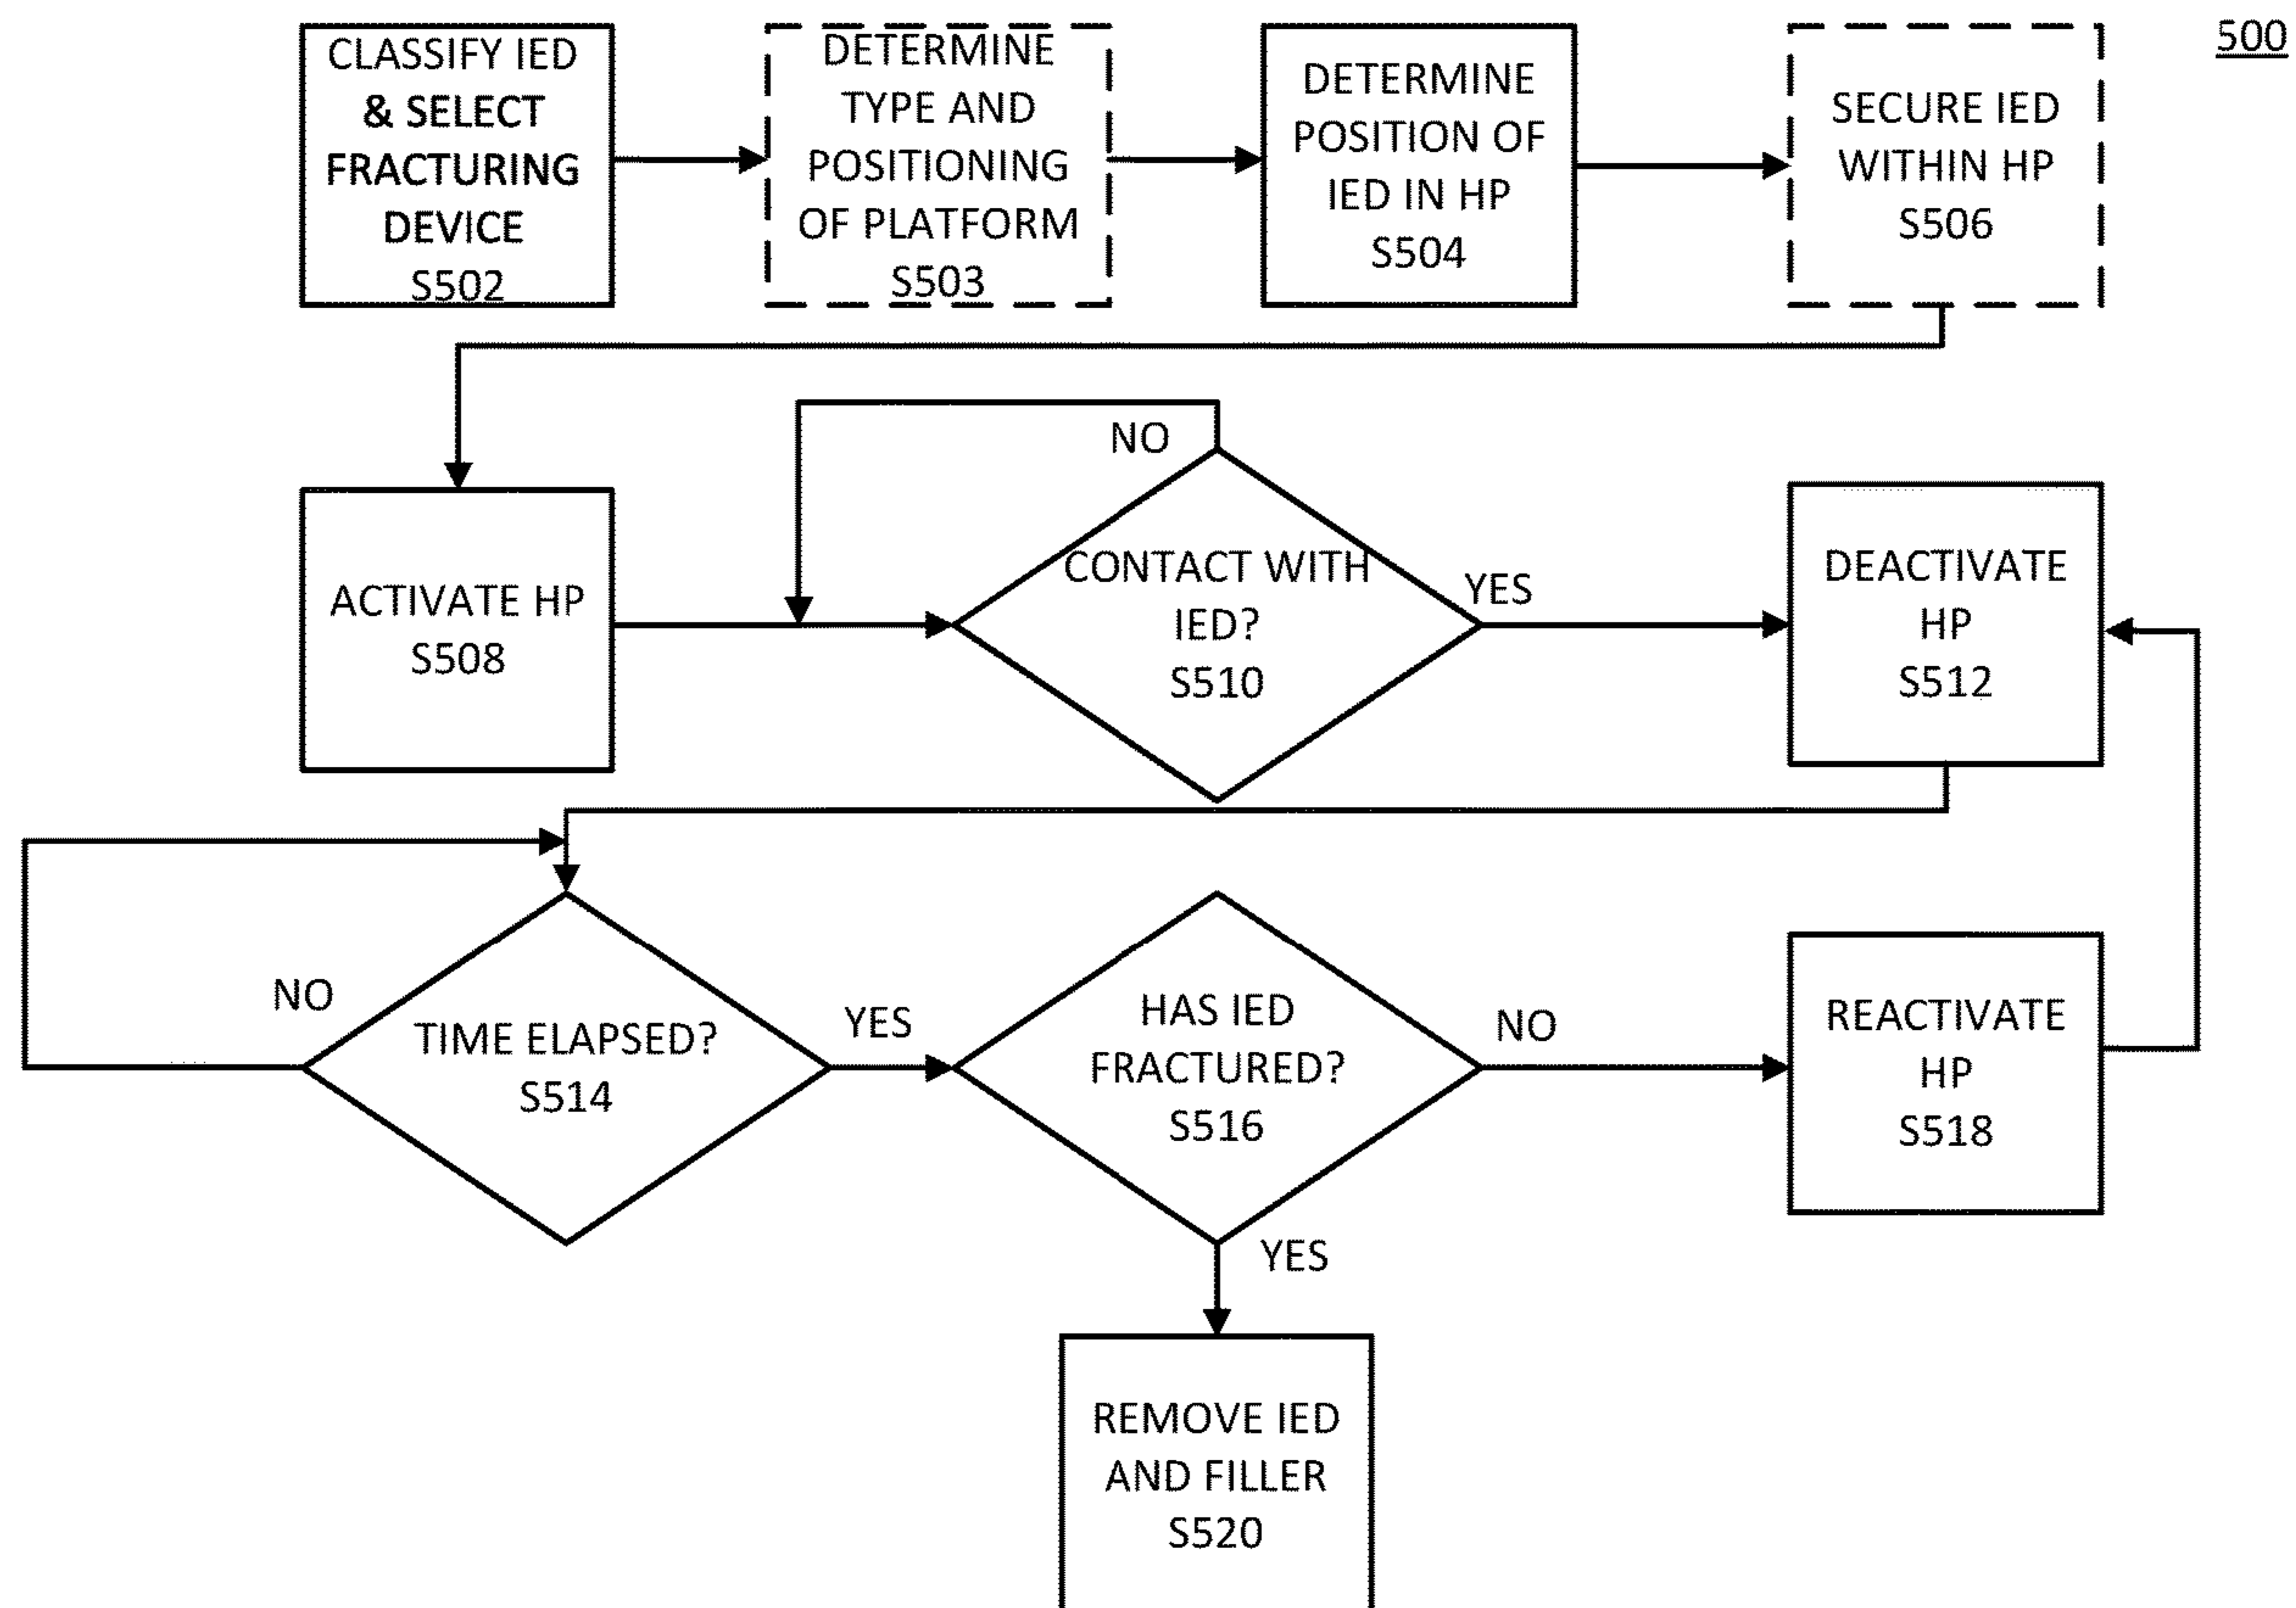 500
CLASSIFY IED
& SELECT
FRACTURING
DEVICE
S502
DETERMINE
TYPE AND
POSITIONING
OF PLATFORM
S503
DETERMINE
POSITION OF
IED IN HP
S504
SECURE IED
WITHIN HP
S506
ACTIVATE HP
S508
NO
CONTACT WITH
IED?
S510
YES
DEACTIVATE
HP
S512
NO
TIME ELAPSED?
S514
YES
HAS IED
FRACTURED?
S516
NO
REACTIVATE
HP
S518
YES
REMOVE IED
AND FILLER
S520